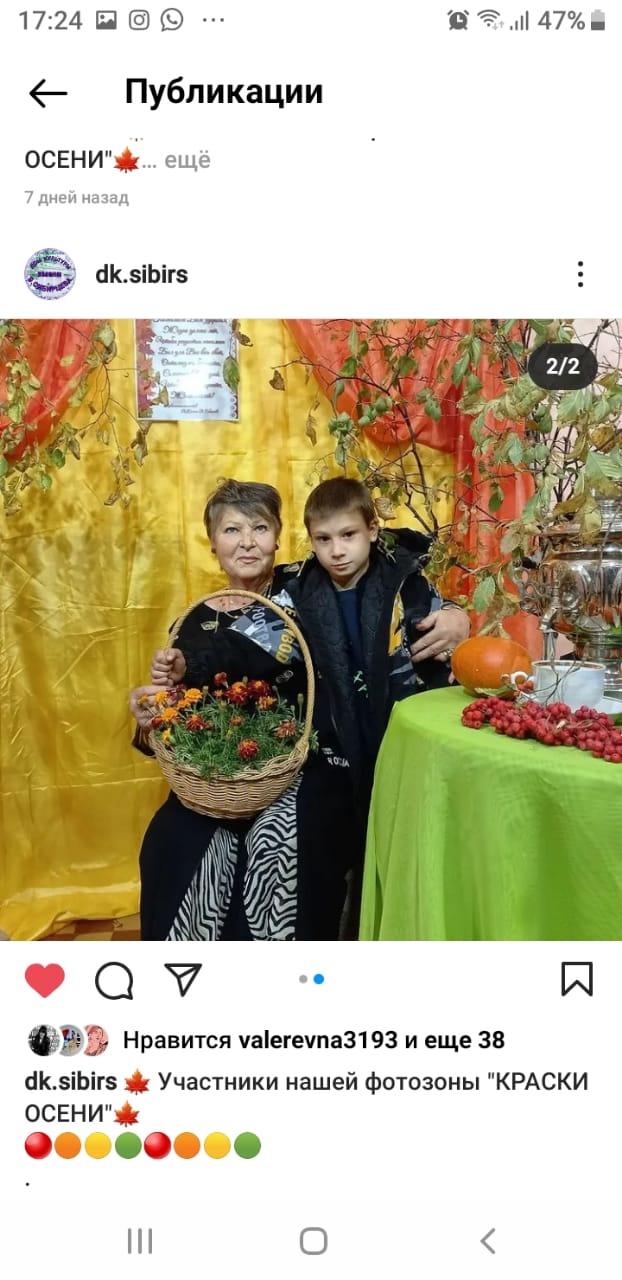 17:24 ... 47%
Публикации
ОСЕНИ"🍁... ещё
7 дней назад
dk.sibirs
2/2
Нравится valerevna3193 и еще 38
dk.sibirs 🍁 Участники нашей фотозоны "КРАСКИ
ОСЕНИ"🍁
🔴🟠🟡🟢🔴🟠🟡🟢
.